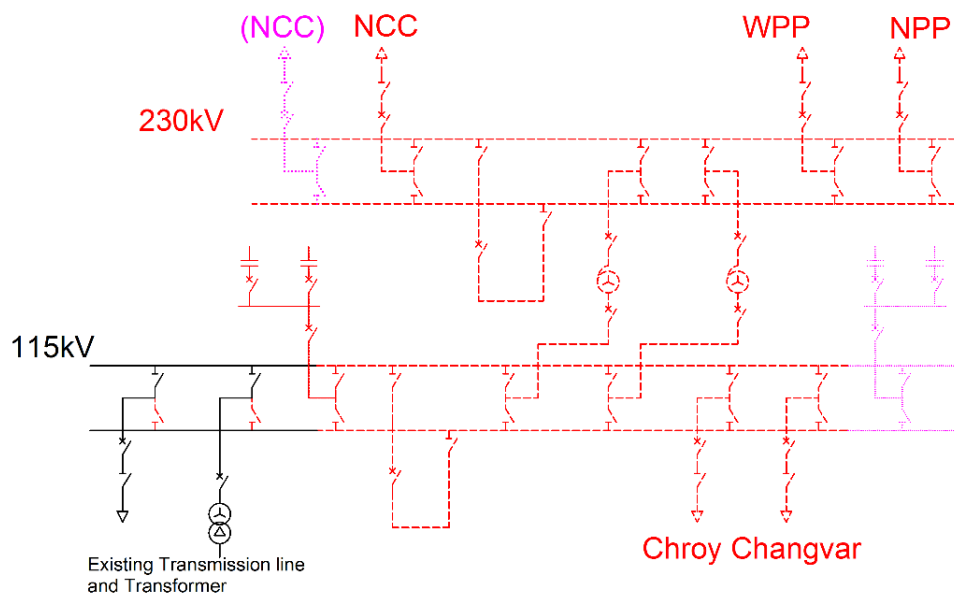 (NCC)
NCC
WPP
NPP
230kV
115kV
Chroy Changvar
Existing Transmission line
and Transformer